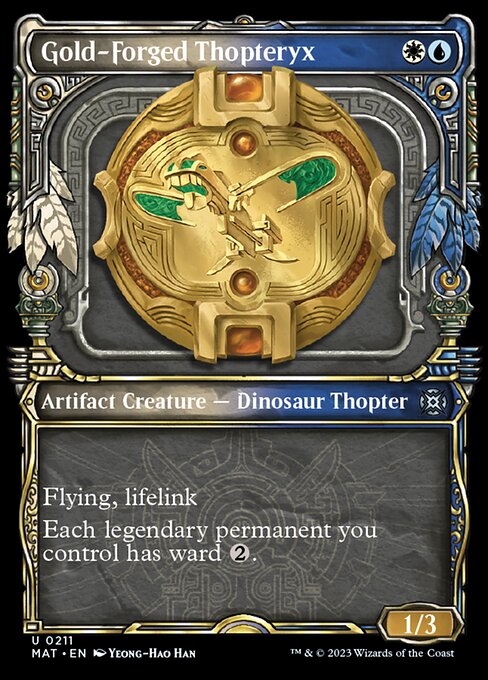 Gold-Forged Thopteryx
Artifact Creature — Dinosaur Thopter
Flying, lifelink
Each legendary permanent you
control has ward 2.
1/3
U 0211
MAT • EN Yeong-Hao Han
™ & © 2023 Wizards of the Coast